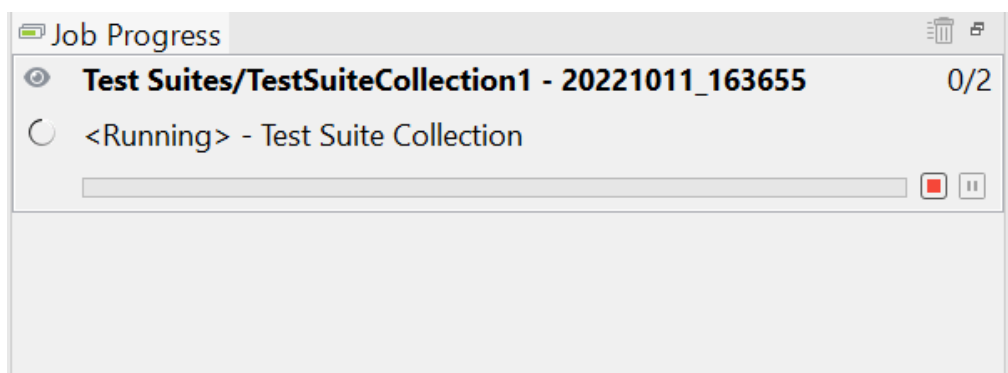 Job Progress
Test Suites/TestSuiteCollection1 - 20221011_163655 0/2
<Running> - Test Suite Collection